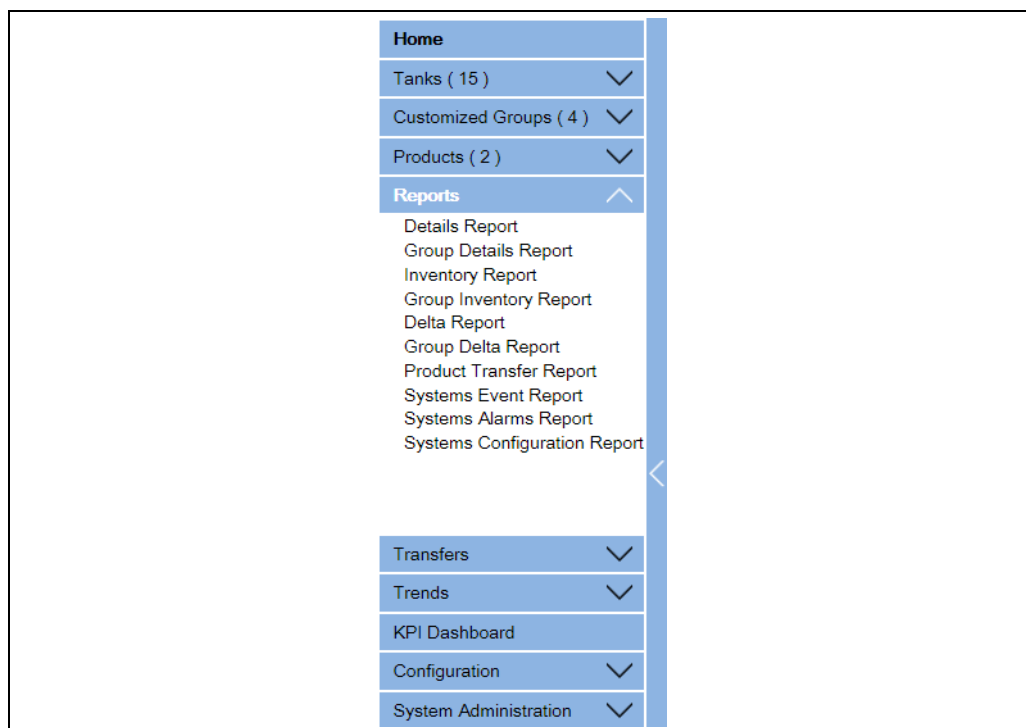 Home
Tanks ( 15 )
Customized Groups ( 4 )
Products ( 2 )
Reports
Details Report
Group Details Report
Inventory Report
Group Inventory Report
Delta Report
Group Delta Report
Product Transfer Report
Systems Event Report
Systems Alarms Report
Systems Configuration Report
Transfers
Trends
KPI Dashboard
Configuration
System Administration